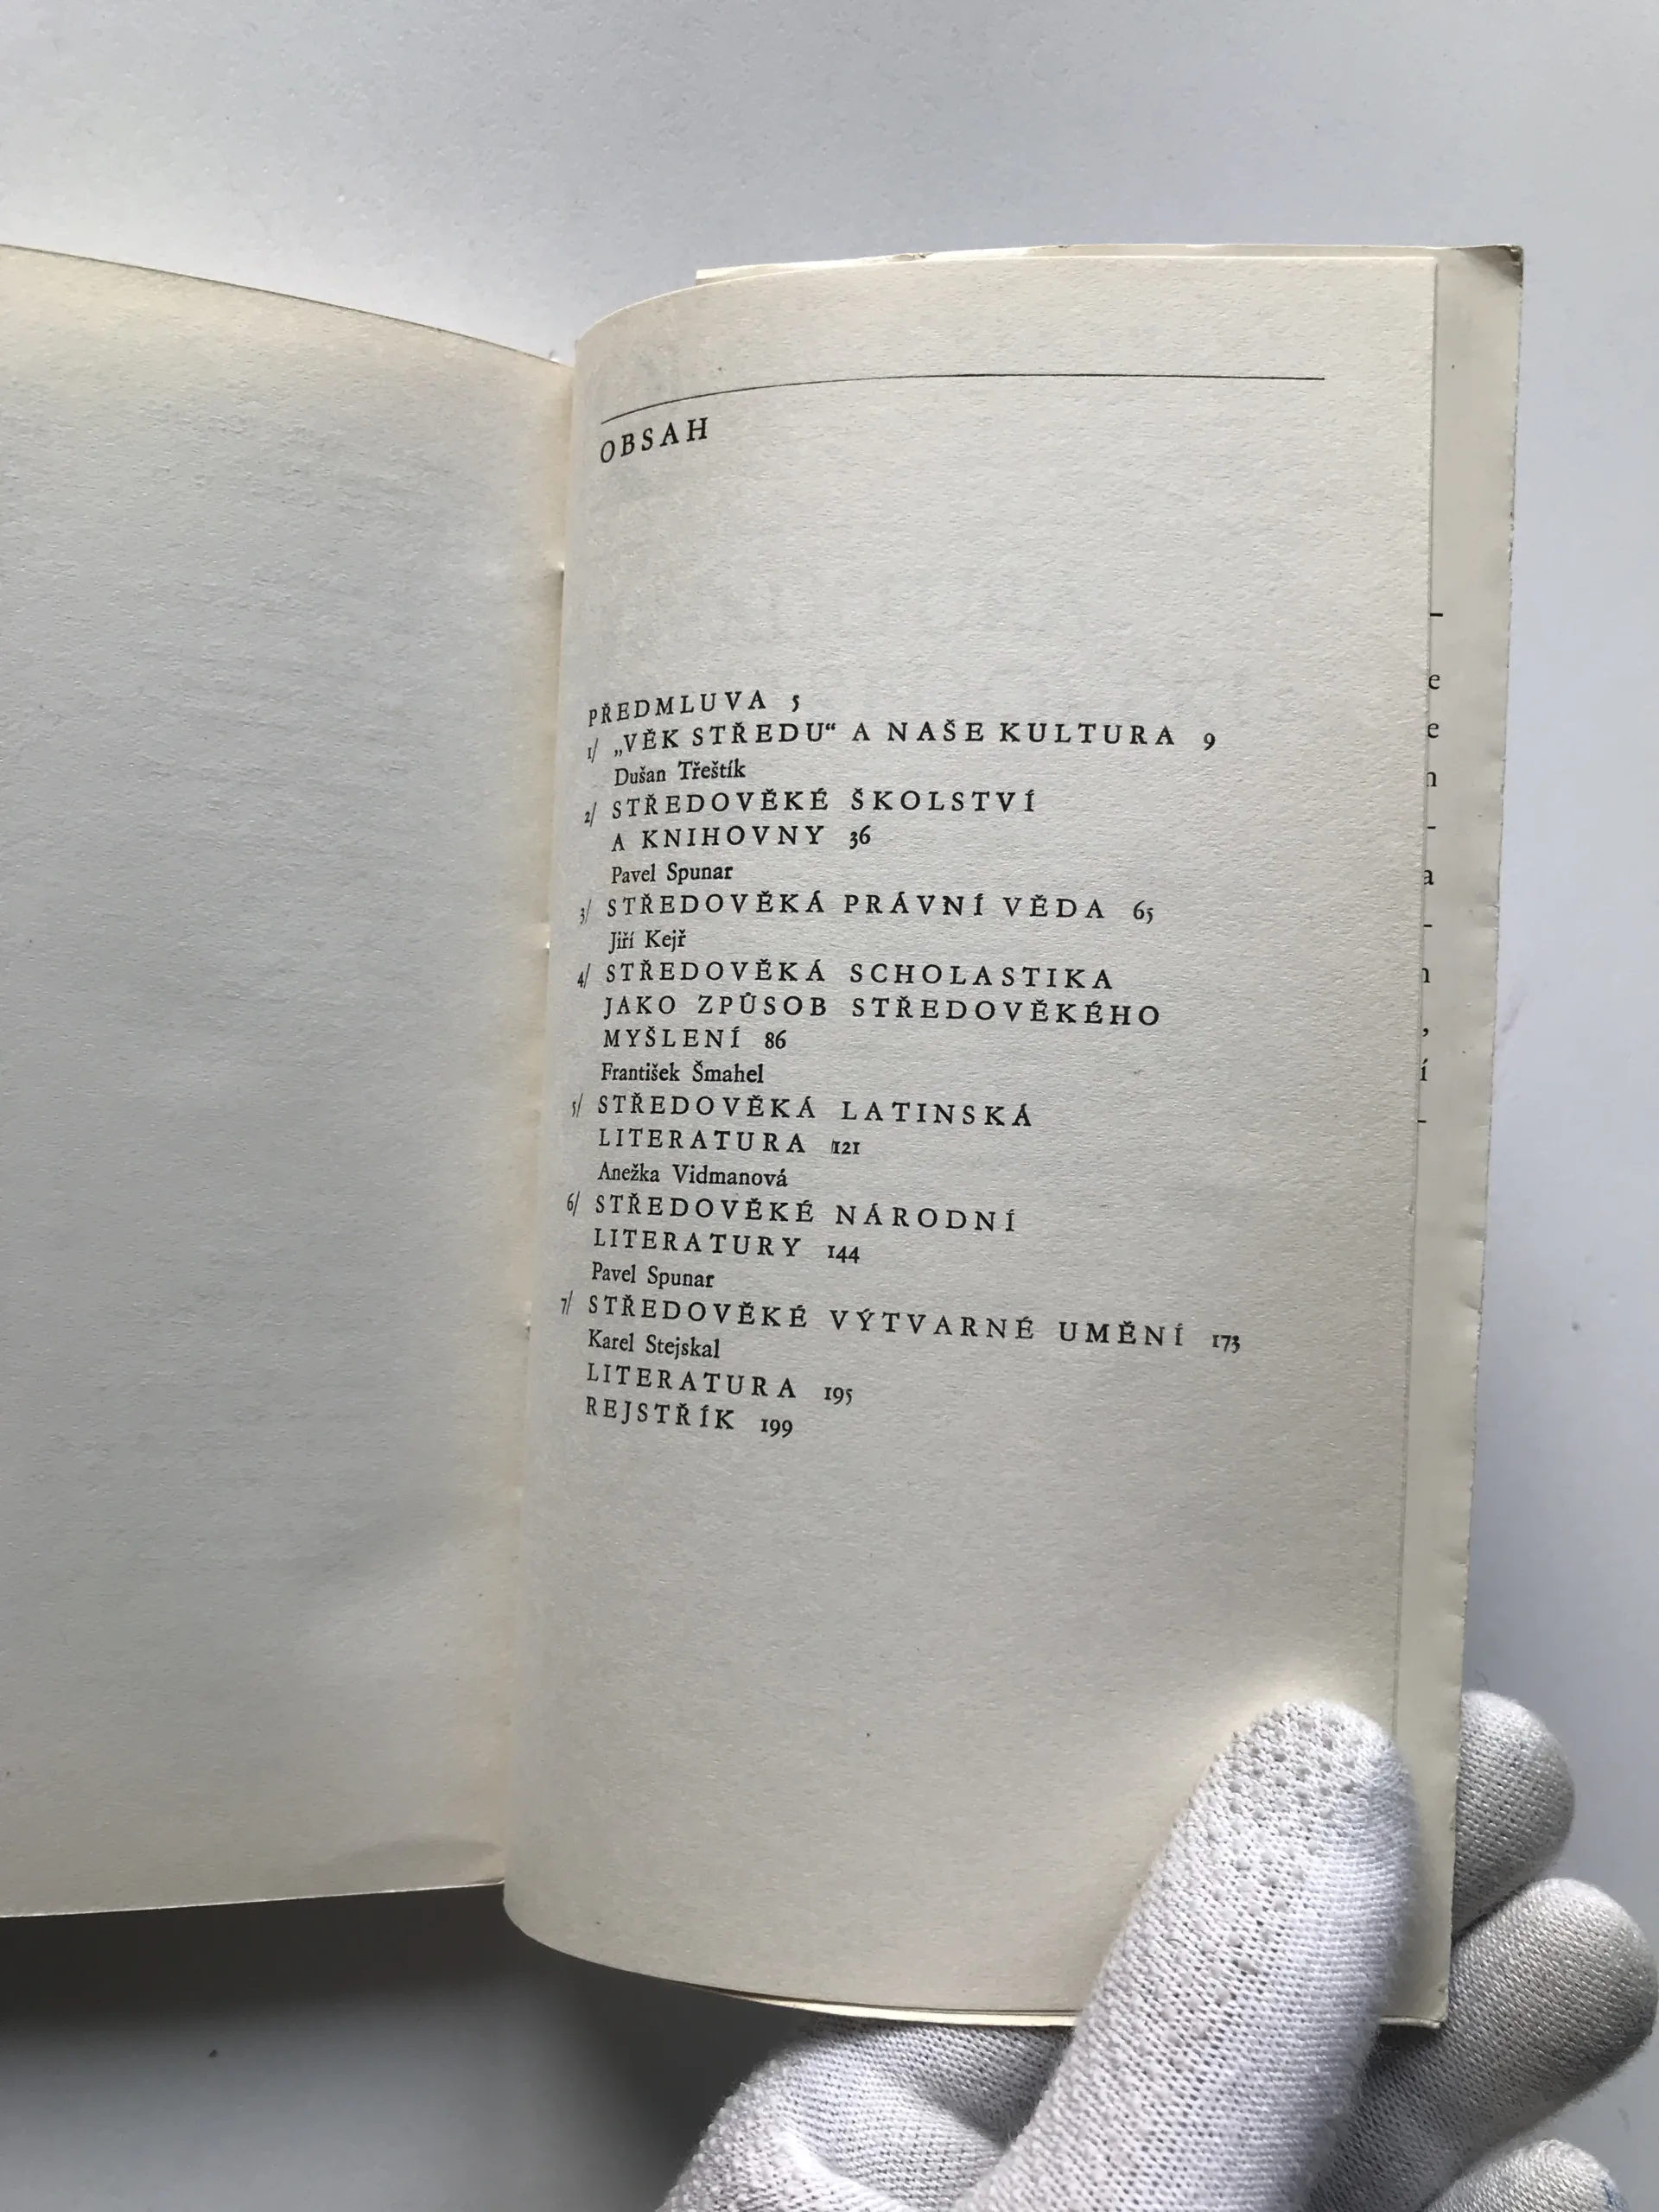 OBSAH
PŘEDMLUVA 5
1/ „VĚK STŘEDU“ A NAŠE KULTURA 9
Dušan Třeštík
2/ STŘEDOVĚKÉ ŠKOLSTVÍ
A KNIHOVNY 36
Pavel Spunar
3/ STŘEDOVĚKÁ PRÁVNÍ VĚDA 65
Jiří Kejř
4/ STŘEDOVĚKÁ SCHOLASTIKA
JAKO ZPŮSOB STŘEDOVĚKÉHO
MYŠLENÍ 86
František Šmahel
5/ STŘEDOVĚKÁ LATINSKÁ
LITERATURA 121
Anežka Vidmanová
6/ STŘEDOVĚKÉ NÁRODNÍ
LITERATURY 144
Pavel Spunar
7/ STŘEDOVĚKÉ VÝTVARNÉ UMĚNÍ 173
Karel Stejskal
LITERATURA 195
REJSTŘÍK 199